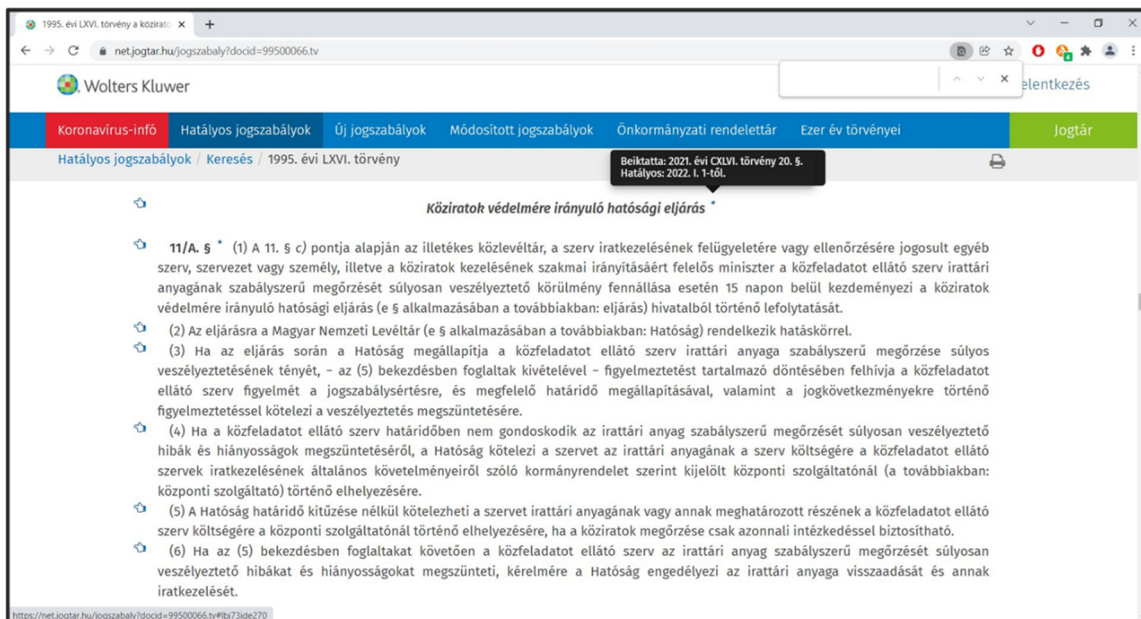 1995. évi LXVI. törvény a közirato
net.jogtar.hu/jogszabaly?docid=99500066.tv
Wolters Kluwer
elentkezés
Koronavírus-infó Hatályos jogszabályok Új jogszabályok Módosított jogszabályok Önkormányzati rendelettár Ezer év törvényei Jogtár
Hatályos jogszabályok / Keresés / 1995. évi LXVI. törvény
Beiktatta: 2021. évi CXLVI. törvény 20. §.
Hatályos: 2022. I. 1-től.
Köziratok védelmére irányuló hatósági eljárás *
11/A. § * (1) A 11. § c) pontja alapján az illetékes közlevéltár, a szerv iratkezelésének felügyeletére vagy ellenőrzésére jogosult egyéb
szerv, szervezet vagy személy, illetve a köziratok kezelésének szakmai irányításáért felelős miniszter a közfeladatot ellátó szerv irattári
anyagának szabályszerű megőrzését súlyosan veszélyeztető körülmény fennállása esetén 15 napon belül kezdeményezi a köziratok
védelmére irányuló hatósági eljárás (e § alkalmazásában a továbbiakban: eljárás) hivatalból történő lefolytatását.
(2) Az eljárásra a Magyar Nemzeti Levéltár (e § alkalmazásában a továbbiakban: Hatóság) rendelkezik hatáskörrel.
(3) Ha az eljárás során a Hatóság megállapítja a közfeladatot ellátó szerv irattári anyaga szabályszerű megőrzése súlyos
veszélyeztetésének tényét, – az (5) bekezdésben foglaltak kivételével – figyelmeztetést tartalmazó döntésében felhívja a közfeladatot
ellátó szerv figyelmét a jogszabálysértésre, és megfelelő határidő megállapításával, valamint a jogkövetkezményekre történő
figyelmeztetéssel kötelezi a veszélyeztetés megszüntetésére.
(4) Ha a közfeladatot ellátó szerv határidőben nem gondoskodik az irattári anyag szabályszerű megőrzését súlyosan veszélyeztető
hibák és hiányosságok megszüntetéséről, a Hatóság kötelezi a szervet az irattári anyagának a szerv költségére a közfeladatot ellátó
szervek iratkezelésének általános követelményeiről szóló kormányrendelet szerint kijelölt központi szolgáltatónál (a továbbiakban:
központi szolgáltató) történő elhelyezésére.
(5) A Hatóság határidő kitűzése nélkül kötelezheti a szervet irattári anyagának vagy annak meghatározott részének a közfeladatot ellátó
szerv költségére a központi szolgáltatónál történő elhelyezésére, ha a köziratok megőrzése csak azonnali intézkedéssel biztosítható.
(6) Ha az (5) bekezdésben foglaltakat követően a közfeladatot ellátó szerv az irattári anyag szabályszerű megőrzését súlyosan
veszélyeztető hibákat és hiányosságokat megszünteti, kérelmére a Hatóság engedélyezi az irattári anyaga visszaadását és annak
iratkezelését.
https://net.jogtar.hu/jogszabaly?docid=99500066.tv#lbj73ide270